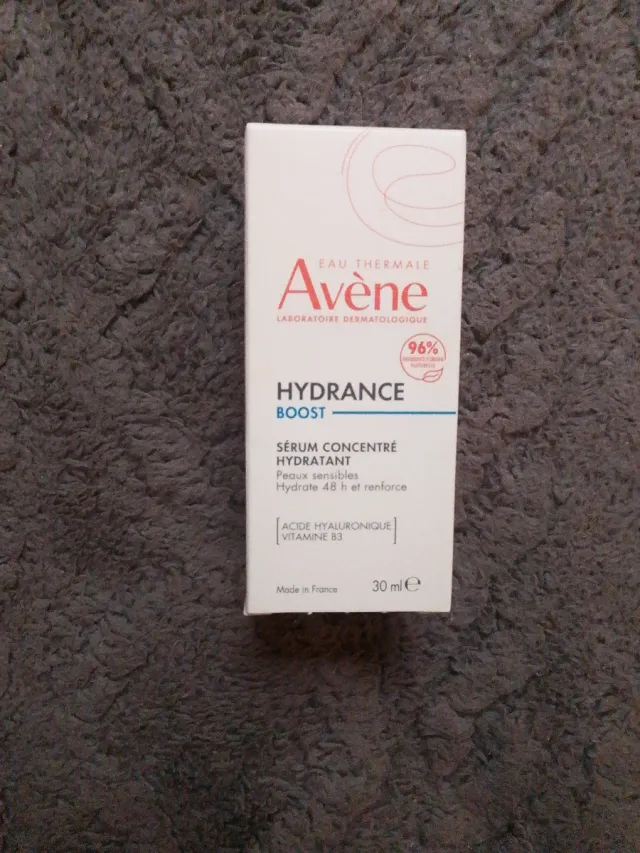 EAU THERMALE
Avène
LABORATOIRE DERMATOLOGIQUE
96%
HYDRANCE
BOOST
SÉRUM CONCENTRÉ
HYDRATANT
Peaux sensibles
Hydrate 48 h et renforce
ACIDE HYALURONIQUE
VITAMINE B3
Made in France
30 ml ℮